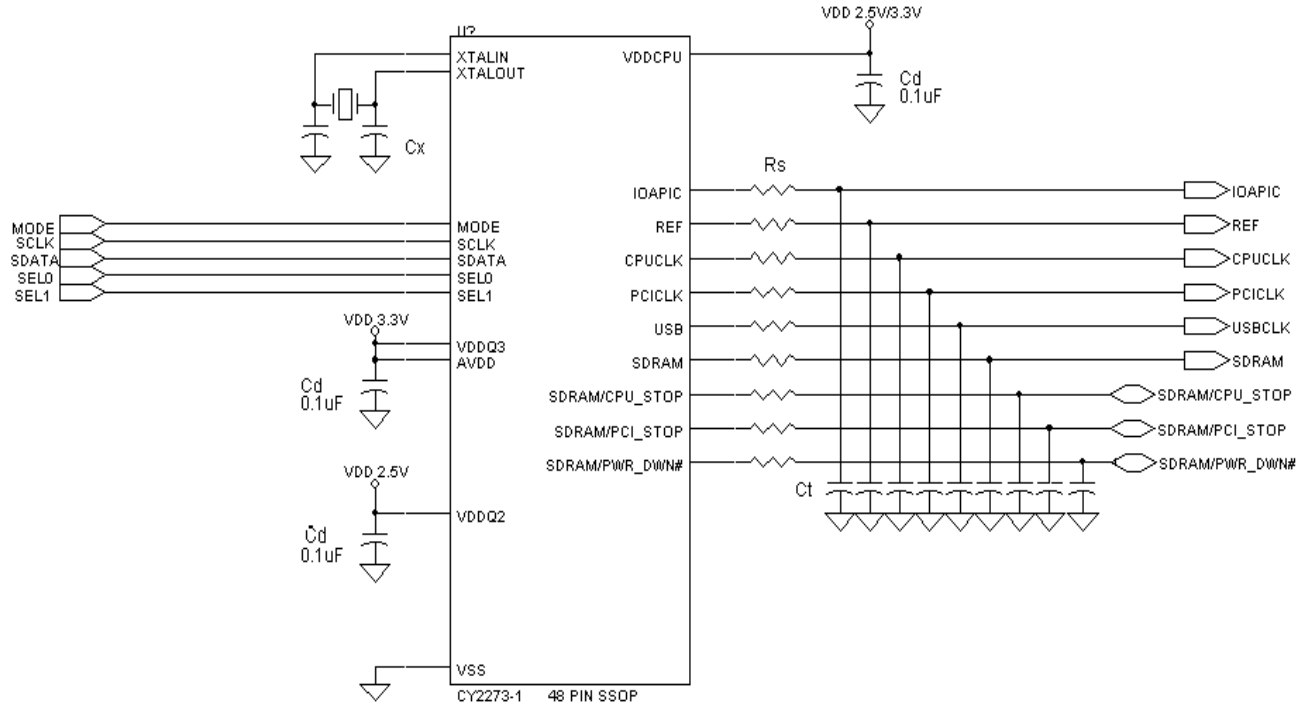 VDD 2.5V/3.3V
U?
XTALIN
XTALOUT
VDDCPU
Cd
0.1uF
Cx
Rs
IOAPIC
IOAPIC
MODE
MODE
REF
REF
SCLK
SCLK
SDATA
SDATA
CPUCLK
CPUCLK
SEL0
SEL0
SEL1
SEL1
PCICLK
PCICLK
VDD 3.3V
USB
USBCLK
VDDQ3
AVDD
SDRAM
SDRAM
Cd
0.1uF
SDRAM/CPU_STOP
SDRAM/CPU_STOP
SDRAM/PCI_STOP
SDRAM/PCI_STOP
SDRAM/PWR_DWN#
SDRAM/PWR_DWN#
VDD 2.5V
Ct
VDDQ2
Cd
0.1uF
VSS
CY2273-1 48 PIN SSOP